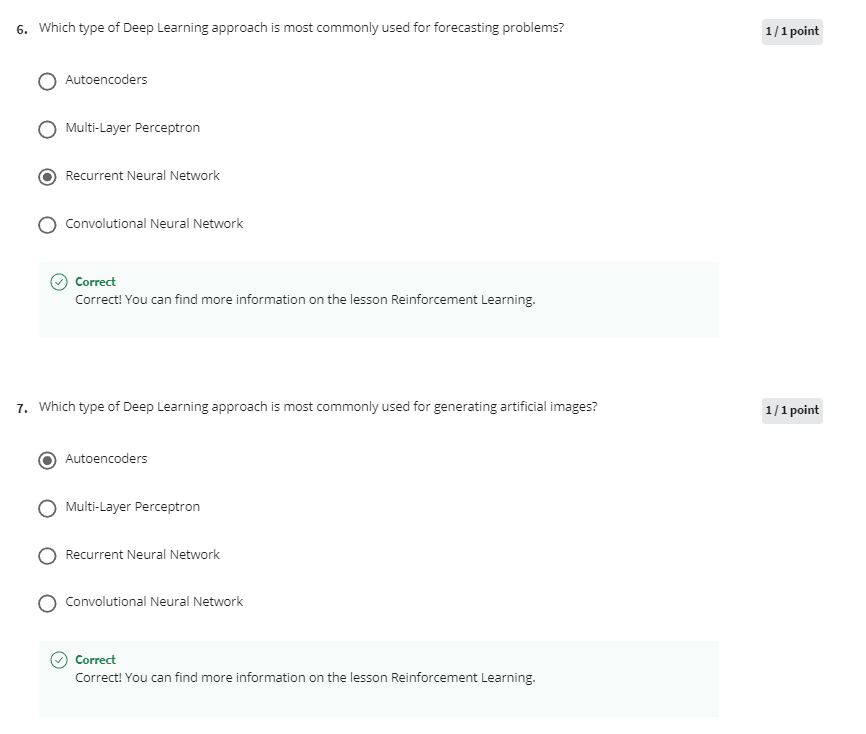 6. Which type of Deep Learning approach is most commonly used for forecasting problems?
1 / 1 point
Autoencoders
Multi-Layer Perceptron
Recurrent Neural Network
Convolutional Neural Network
Correct
Correct! You can find more information on the lesson Reinforcement Learning.
7. Which type of Deep Learning approach is most commonly used for generating artificial images?
1 / 1 point
Autoencoders
Multi-Layer Perceptron
Recurrent Neural Network
Convolutional Neural Network
Correct
Correct! You can find more information on the lesson Reinforcement Learning.